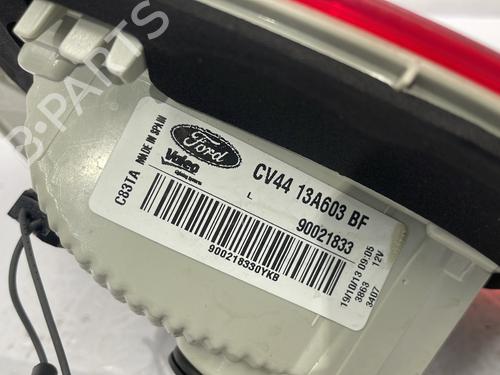 B-PARTS
C83TA MADE IN SPAIN
Ford
Valeo
CV44 13A603 BF
L
90021833
90021833OYKB
19/10/13 09:05
3863 12V
3407